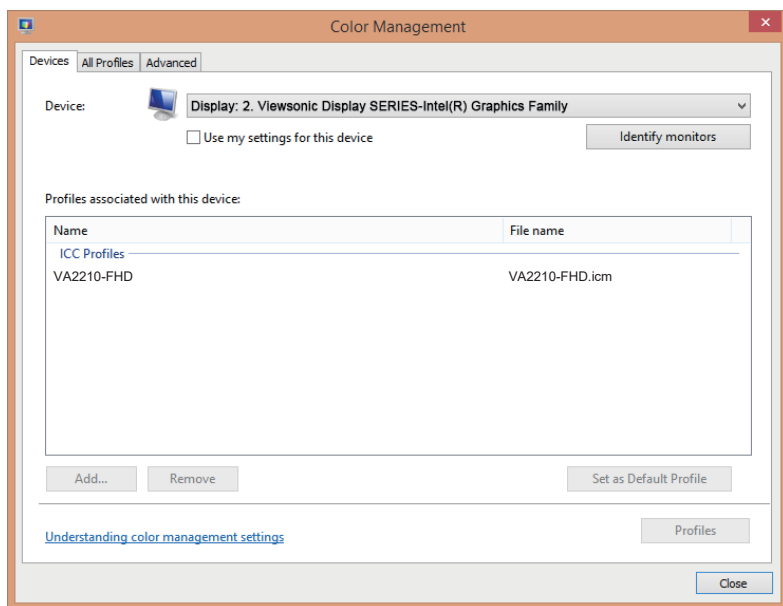 Color Management
Devices All Profiles Advanced
Device: Display: 2. Viewsonic Display SERIES-Intel(R) Graphics Family
Use my settings for this device Identify monitors
Profiles associated with this device:
Name File name
ICC Profiles
VA2210-FHD VA2210-FHD.icm
Add... Remove Set as Default Profile
Understanding color management settings Profiles
Close